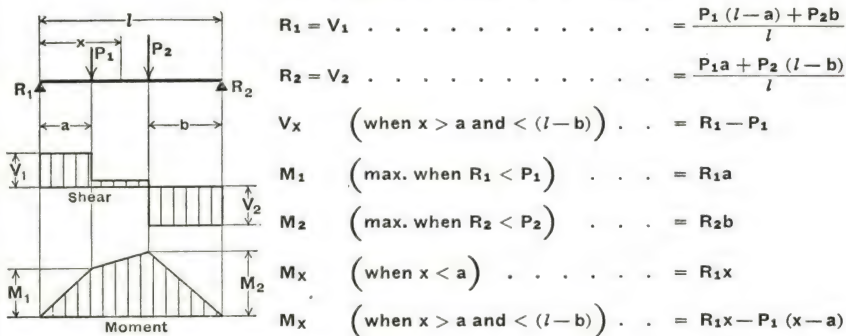 l
x
P₁
P₂
R₁
R₂
a
b
V₁
Shear
V₂
M₁
M₂
Moment
R₁ = V₁ . . . . . . . . . . . . = P₁ (l — a) + P₂b / l
R₂ = V₂ . . . . . . . . . . . . = P₁a + P₂ (l — b) / l
Vₓ (when x > a and < (l — b)) . . = R₁ — P₁
M₁ (max. when R₁ < P₁) . . . . = R₁a
M₂ (max. when R₂ < P₂) . . . . = R₂b
Mₓ (when x < a) . . . . . . = R₁x
Mₓ (when x > a and < (l — b)) . . = R₁x — P₁ (x — a)